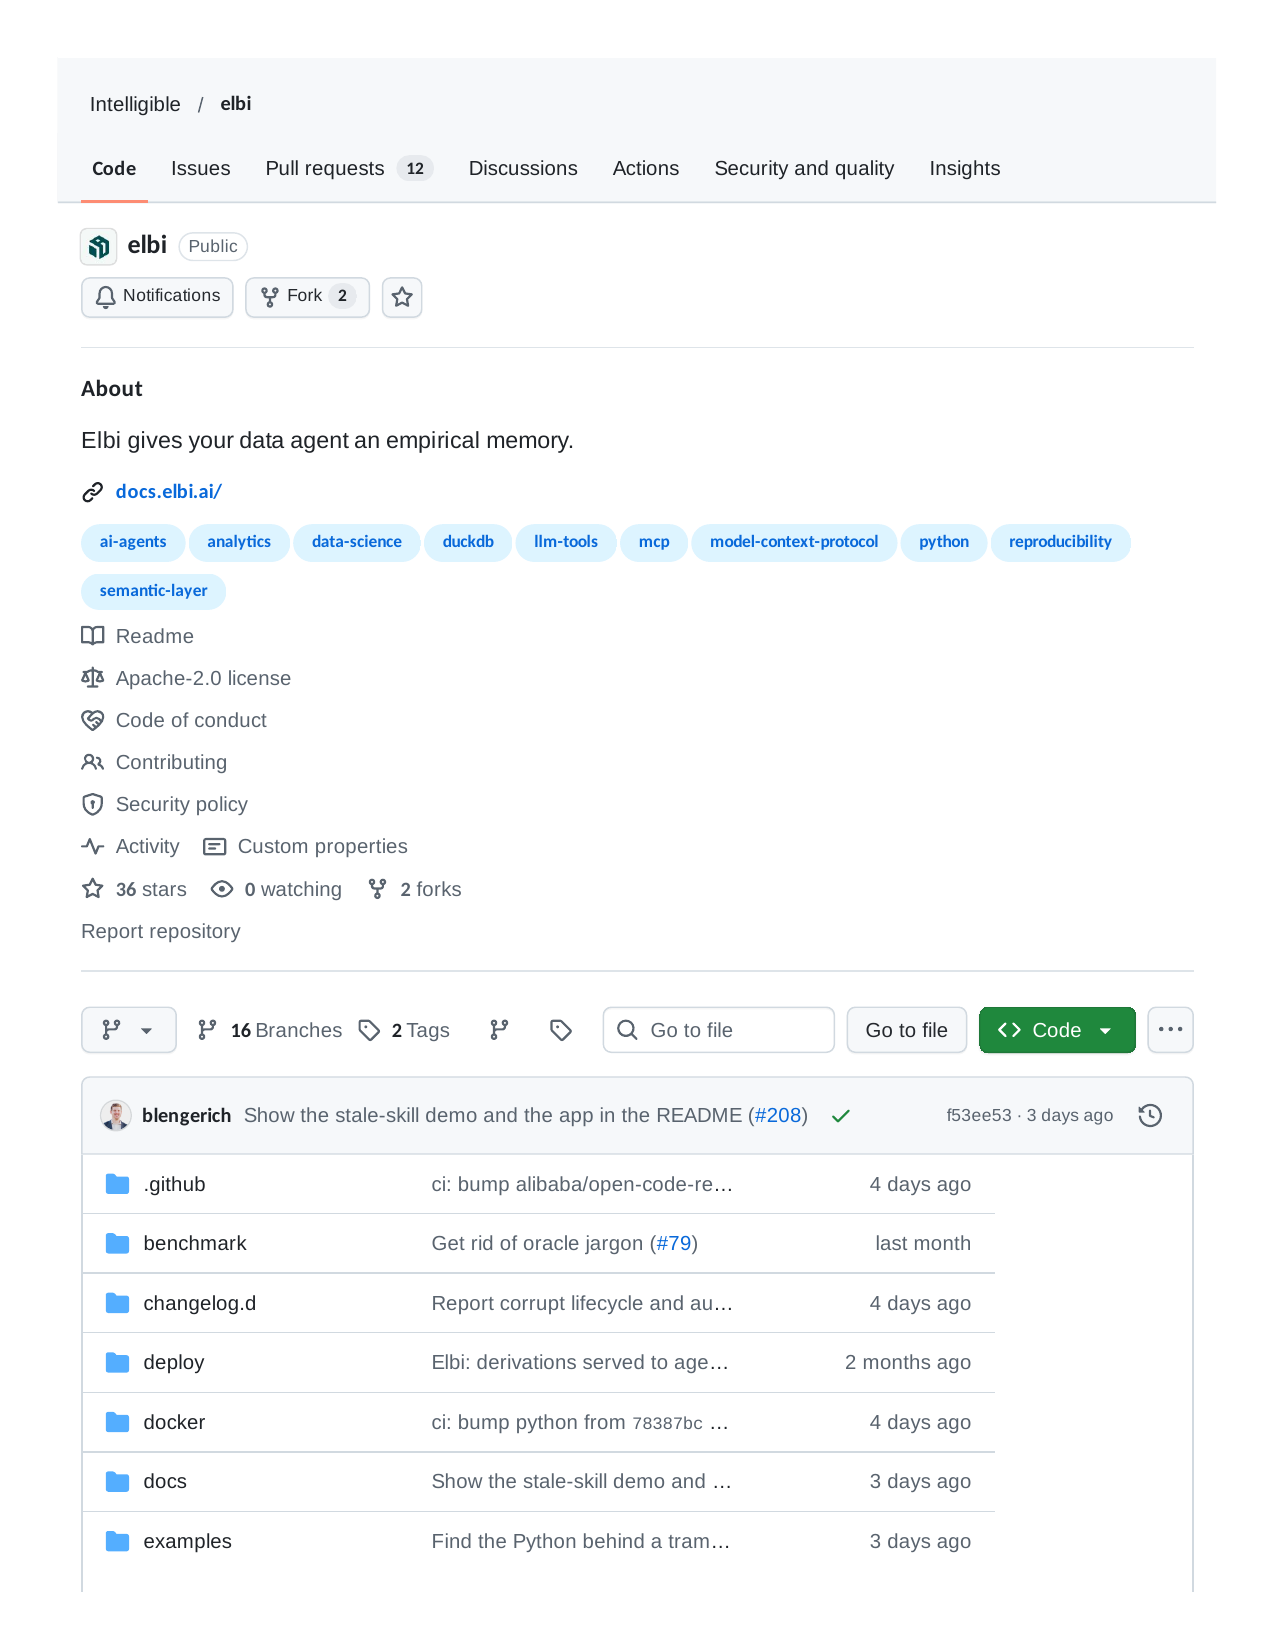 Intelligible / elbi
Code Issues Pull requests 12 Discussions Actions Security and quality Insights
elbi Public
Notifications Fork 2
About
Elbi gives your data agent an empirical memory.
docs.elbi.ai/
ai-agents analytics data-science duckdb llm-tools mcp model-context-protocol python reproducibility
semantic-layer
Readme
Apache-2.0 license
Code of conduct
Contributing
Security policy
Activity Custom properties
36 stars 0 watching 2 forks
Report repository
16 Branches 2 Tags Go to file Go to file Code
blengerich Show the stale-skill demo and the app in the README (#208) f53ee53 · 3 days ago
.github ci: bump alibaba/open-code-re… 4 days ago
benchmark Get rid of oracle jargon (#79) last month
changelog.d Report corrupt lifecycle and au… 4 days ago
deploy Elbi: derivations served to age… 2 months ago
docker ci: bump python from 78387bc … 4 days ago
docs Show the stale-skill demo and … 3 days ago
examples Find the Python behind a tram… 3 days ago